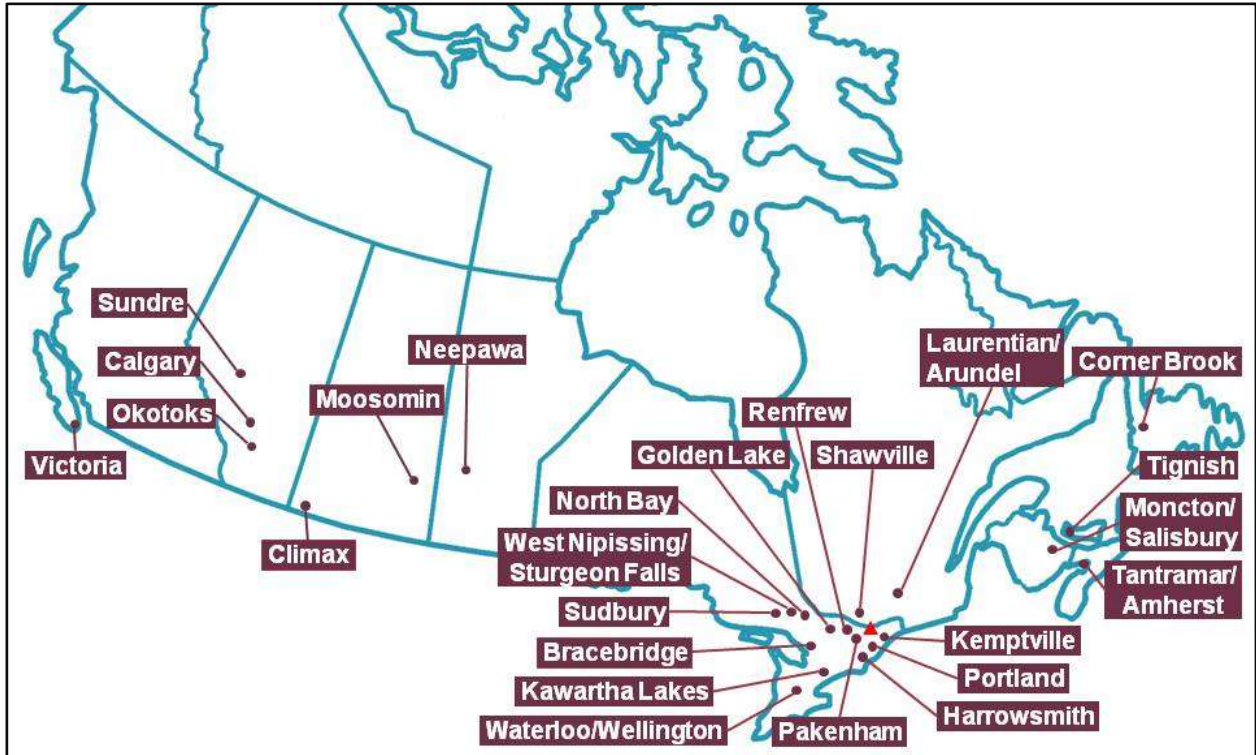 Sundre
Calgary
Okotoks
Victoria
Climax
Moosomin
Neepawa
Laurentian/
Arundel
Corner Brook
Renfrew
Golden Lake
Shawville
North Bay
West Nipissing/
Sturgeon Falls
Sudbury
Bracebridge
Kawartha Lakes
Waterloo/Wellington
Pakenham
Tignish
Moncton/
Salisbury
Tantramar/
Amherst
Kemptville
Portland
Harrowsmith